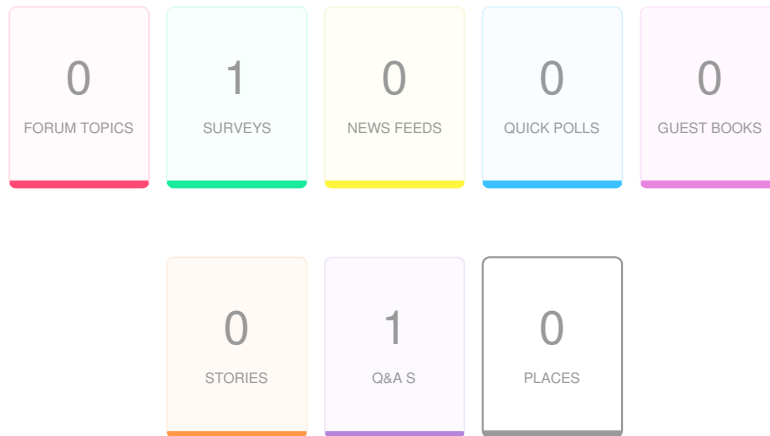 0 1 0 0 0
FORUM TOPICS SURVEYS NEWS FEEDS QUICK POLLS GUEST BOOKS
0 1 0
STORIES Q&A S PLACES